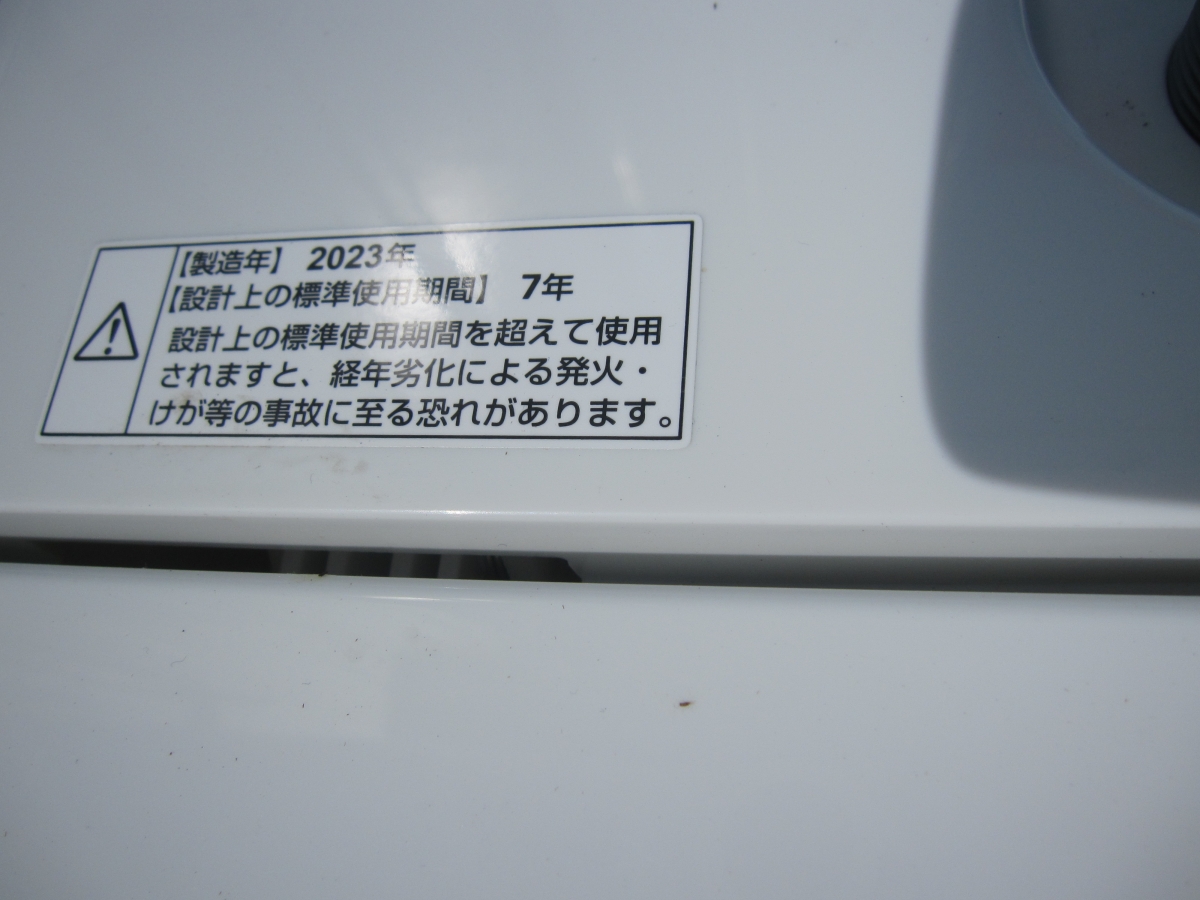 【製造年】 2023年
【設計上の標準使用期間】 7年
設計上の標準使用期間を超えて使用
されますと、経年劣化による発火・
けが等の事故に至る恐れがあります。